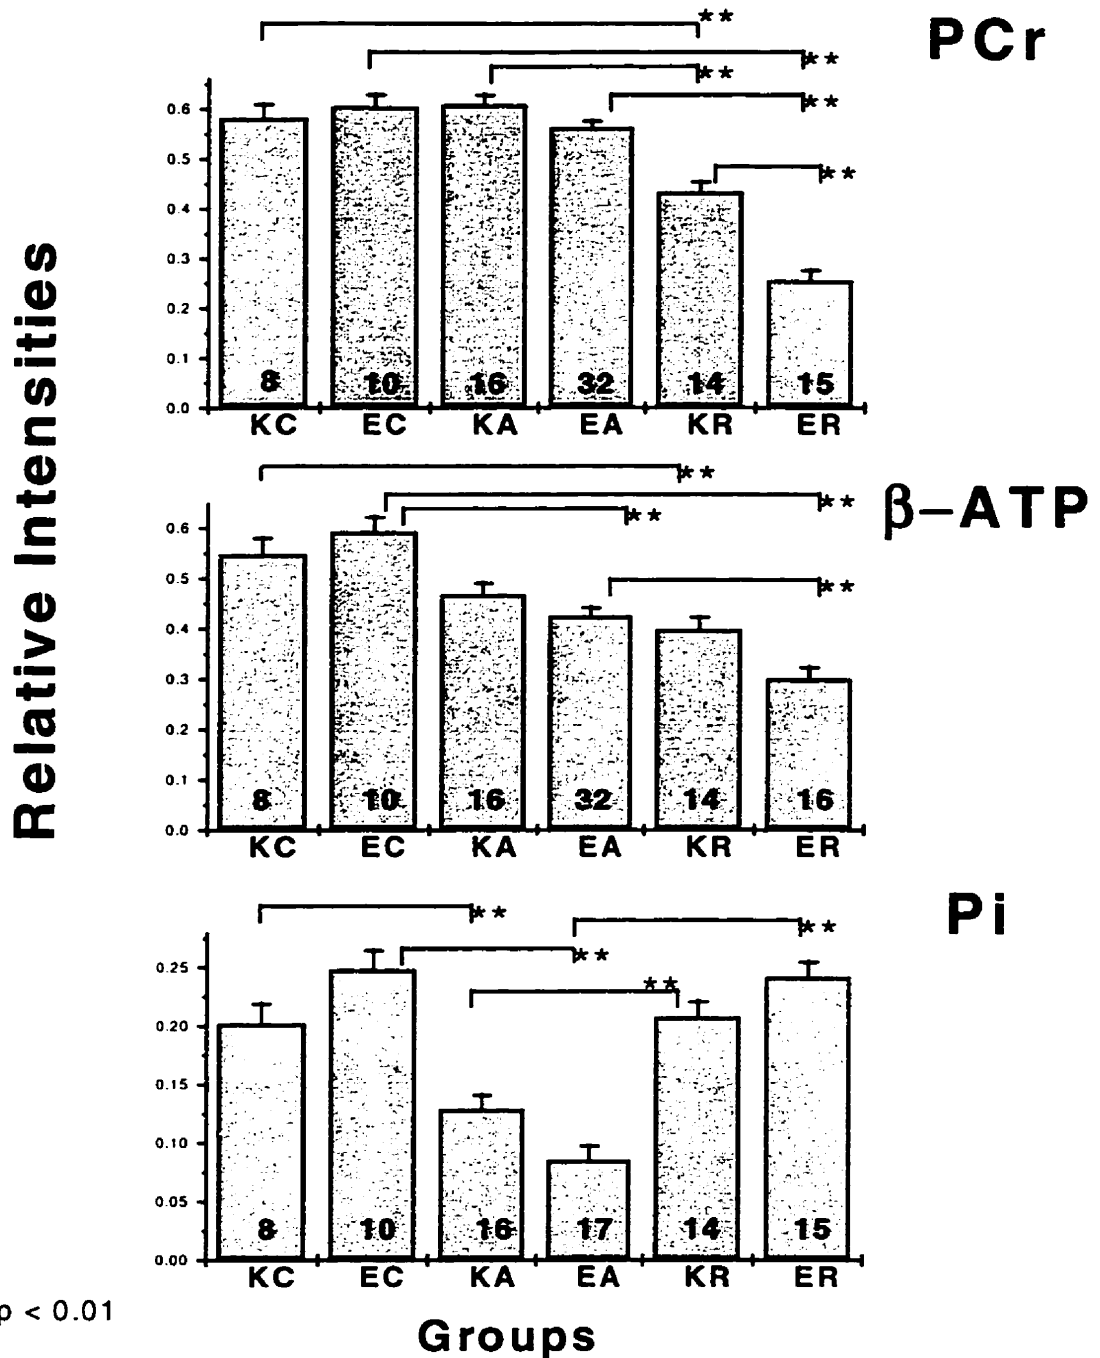 PCr
**
**
**
**
**
0.6
0.5
0.4
0.3
0.2
0.1
0.0
8 10 16 32 14 15
KC EC KA EA KR ER
Relative Intensities
β-ATP
**
**
**
**
0.6
0.5
0.4
0.3
0.2
0.1
0.0
8 10 16 32 14 16
KC EC KA EA KR ER
Pi
**
**
**
**
0.25
0.20
0.15
0.10
0.05
0.00
8 10 16 17 14 15
KC EC KA EA KR ER
p < 0.01
Groups